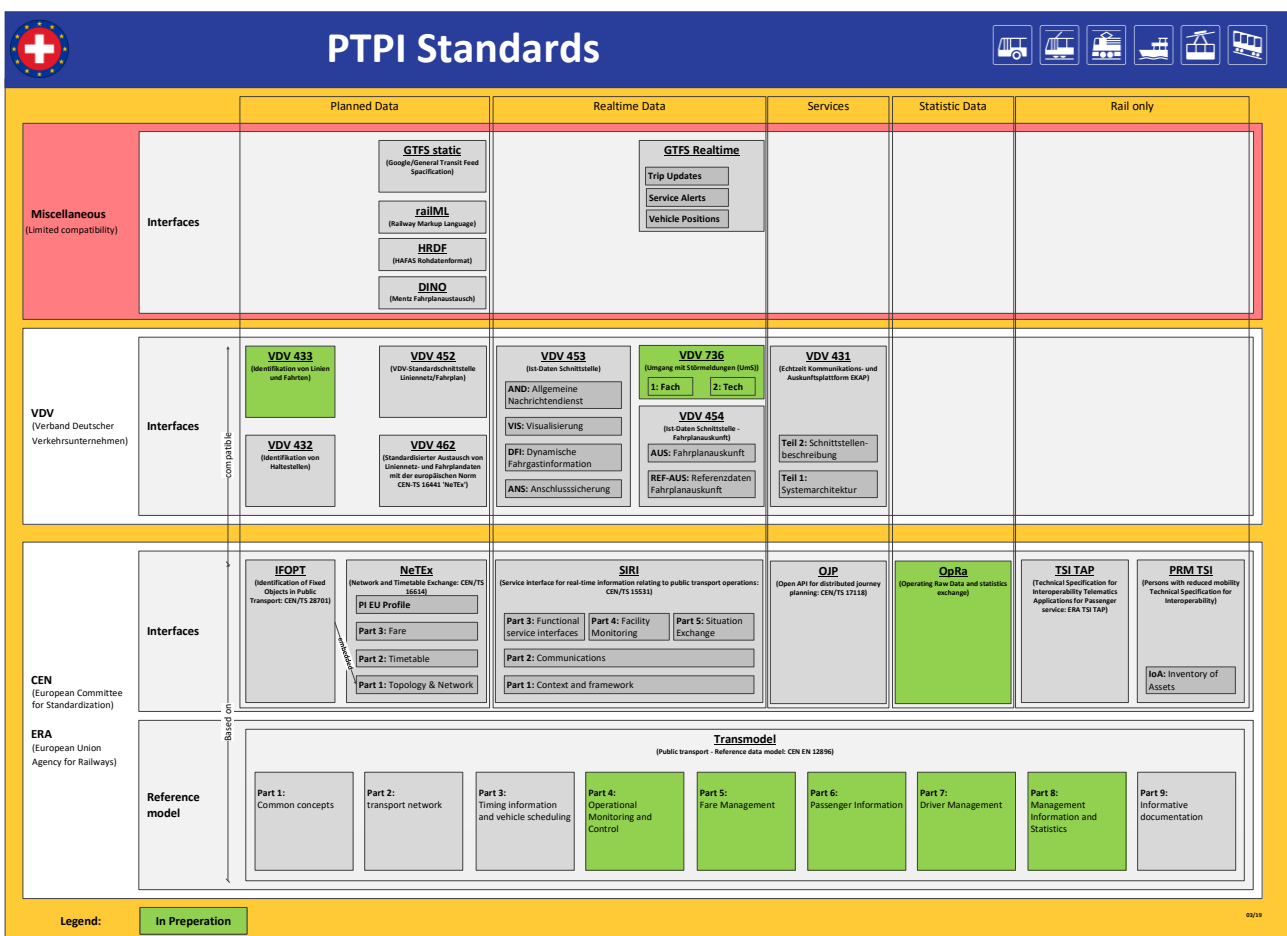 PTPI Standards
Planned Data
Realtime Data
Services
Statistic Data
Rail only
Miscellaneous
(Limited compatibility)
Interfaces
GTFS static
(Google/General Transit Feed
Spacification)
railML
(Railway Markup Language)
HRDF
(HAFAS Rohdatenformat)
DINO
(Mentz Fahrplanaustausch)
GTFS Realtime
Trip Updates
Service Alerts
Vehicle Positions
VDV
(Verband Deutscher
Verkehrsunternehmen)
Interfaces
compatible
VDV 433
(Identifikation von Linien
und Fahrten)
VDV 452
(VDV-Standardschnittstelle
Liniennetz/Fahrplan)
VDV 432
(Identifikation von
Haltestellen)
VDV 462
(Standardisierter Austausch von
Liniennetz- und Fahrplandaten
mit der europäischen Norm
CEN-TS 16441 'NeTEx')
VDV 453
(Ist-Daten Schnittstelle)
AND: Allgemeine
Nachrichtendienst
VIS: Visualisierung
DFI: Dynamische
Fahrgastinformation
ANS: Anschlusssicherung
VDV 736
(Umgang mit Störmeldungen (UmS))
1: Fach
2: Tech
VDV 454
(Ist-Daten Schnittstelle -
Fahrplanauskunft)
AUS: Fahrplanauskunft
REF-AUS: Referenzdaten
Fahrplanauskunft
VDV 431
(Echtzeit Kommunikations- und
Auskunftsplattform EKAP)
Teil 2: Schnittstellen-
beschreibung
Teil 1:
Systemarchitektur
CEN
(European Committee
for Standardization)
ERA
(European Union
Agency for Railways)
Interfaces
Based on
IFOPT
(Identification of Fixed
Objects in Public
Transport: CEN/TS 28701)
embedded
NeTEx
(Network and Timetable Exchange: CEN/TS
16614)
PI EU Profile
Part 3: Fare
Part 2: Timetable
Part 1: Topology & Network
SIRI
(Service interface for real-time information relating to public transport operations:
CEN/TS 15531)
Part 3: Functional
service interfaces
Part 4: Facility
Monitoring
Part 5: Situation
Exchange
Part 2: Communications
Part 1: Context and framework
OJP
(Open API for distributed journey
planning: CEN/TS 17118)
OpRa
(Operating Raw Data and statistics
exchange)
TSI TAP
(Technical Specification for
Interoperability Telematics
Applications for Passenger
service: ERA TSI TAP)
PRM TSI
(Persons with reduced mobility
Technical Specification for
Interoperability)
IoA: Inventory of
Assets
Reference
model
Transmodel
(Public transport - Reference data model: CEN EN 12896)
Part 1:
Common concepts
Part 2:
transport network
Part 3:
Timing information
and vehicle scheduling
Part 4:
Operational
Monitoring and
Control
Part 5:
Fare Management
Part 6:
Passenger Information
Part 7:
Driver Management
Part 8:
Management
Information and
Statistics
Part 9:
Informative
documentation
Legend:
In Preperation
03/19